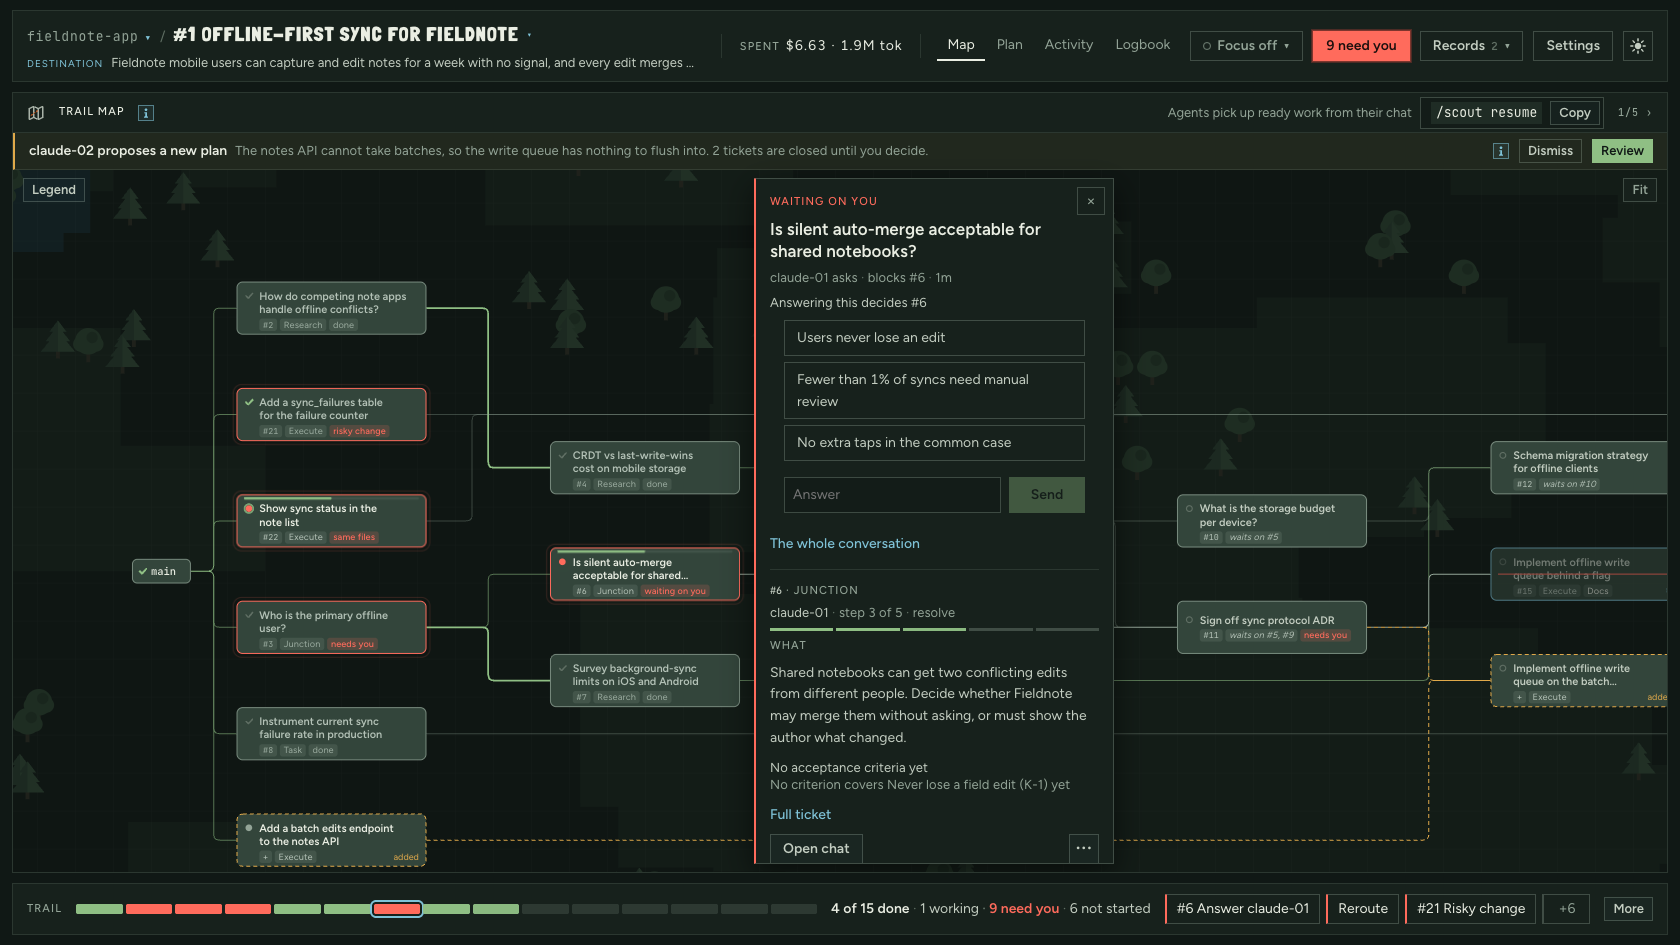 fieldnote-app ▾ / #1 OFFLINE-FIRST SYNC FOR FIELDNOTE
DESTINATION Fieldnote mobile users can capture and edit notes for a week with no signal, and every edit merges ...
SPENT $6.63 · 1.9M tok
Map Plan Activity Logbook
Focus off ▾
9 need you
Records 2 ▾
Settings
TRAIL MAP i
Agents pick up ready work from their chat
/scout resume Copy
1/5 ›
claude-02 proposes a new plan The notes API cannot take batches, so the write queue has nothing to flush into. 2 tickets are closed until you decide.
i Dismiss Review
Legend
Fit
main
How do competing note apps
handle offline conflicts?
#2 Research done
Add a sync_failures table
for the failure counter
#21 Execute risky change
Show sync status in the
note list
#22 Execute same files
Who is the primary offline
user?
#3 Junction needs you
Instrument current sync
failure rate in production
#8 Task done
Add a batch edits endpoint
to the notes API
+ Execute added
CRDT vs last-write-wins
cost on mobile storage
#4 Research done
Is silent auto-merge
acceptable for shared...
#6 Junction waiting on you
Survey background-sync
limits on iOS and Android
#7 Research done
WAITING ON YOU ×
Is silent auto-merge acceptable for
shared notebooks?
claude-01 asks · blocks #6 · 1m
Answering this decides #6
Users never lose an edit
Fewer than 1% of syncs need manual
review
No extra taps in the common case
Answer Send
The whole conversation
#6 · JUNCTION
claude-01 · step 3 of 5 · resolve
WHAT
Shared notebooks can get two conflicting edits
from different people. Decide whether Fieldnote
may merge them without asking, or must show the
author what changed.
No acceptance criteria yet
No criterion covers Never lose a field edit (K-1) yet
Full ticket
Open chat ...
What is the storage budget
per device?
#10 waits on #5
Sign off sync protocol ADR
#11 waits on #5, #9 needs you
Schema migration strategy
for offline clients
#12 waits on #10
Implement offline write
queue behind a flag
#15 Execute Docs
Implement offline write
queue on the batch...
+ Execute adde
TRAIL
4 of 15 done · 1 working · 9 need you · 6 not started
#6 Answer claude-01
Reroute
#21 Risky change
+6
More